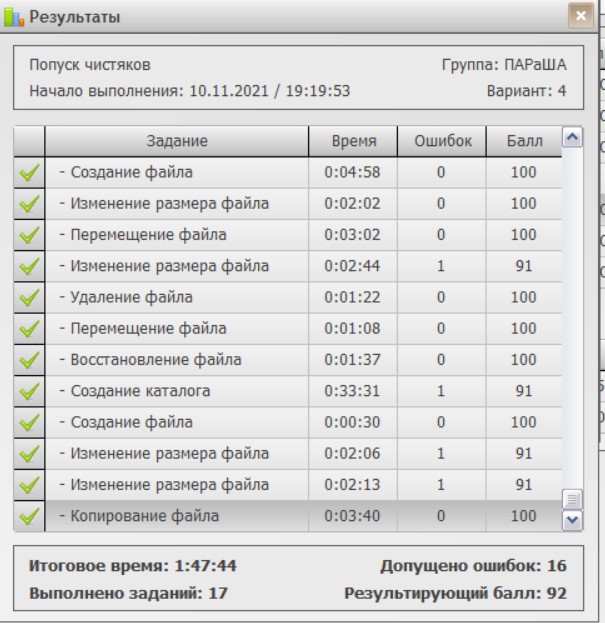 Результаты
Попуск чистяков Группа: ПАРаША
Начало выполнения: 10.11.2021 / 19:19:53 Вариант: 4
Задание Время Ошибок Балл
- Создание файла 0:04:58 0 100
- Изменение размера файла 0:02:02 0 100
- Перемещение файла 0:03:02 0 100
- Изменение размера файла 0:02:44 1 91
- Удаление файла 0:01:22 0 100
- Перемещение файла 0:01:08 0 100
- Восстановление файла 0:01:37 0 100
- Создание каталога 0:33:31 1 91
- Создание файла 0:00:30 0 100
- Изменение размера файла 0:02:06 1 91
- Изменение размера файла 0:02:13 1 91
- Копирование файла 0:03:40 0 100
Итоговое время: 1:47:44 Допущено ошибок: 16
Выполнено заданий: 17 Результирующий балл: 92